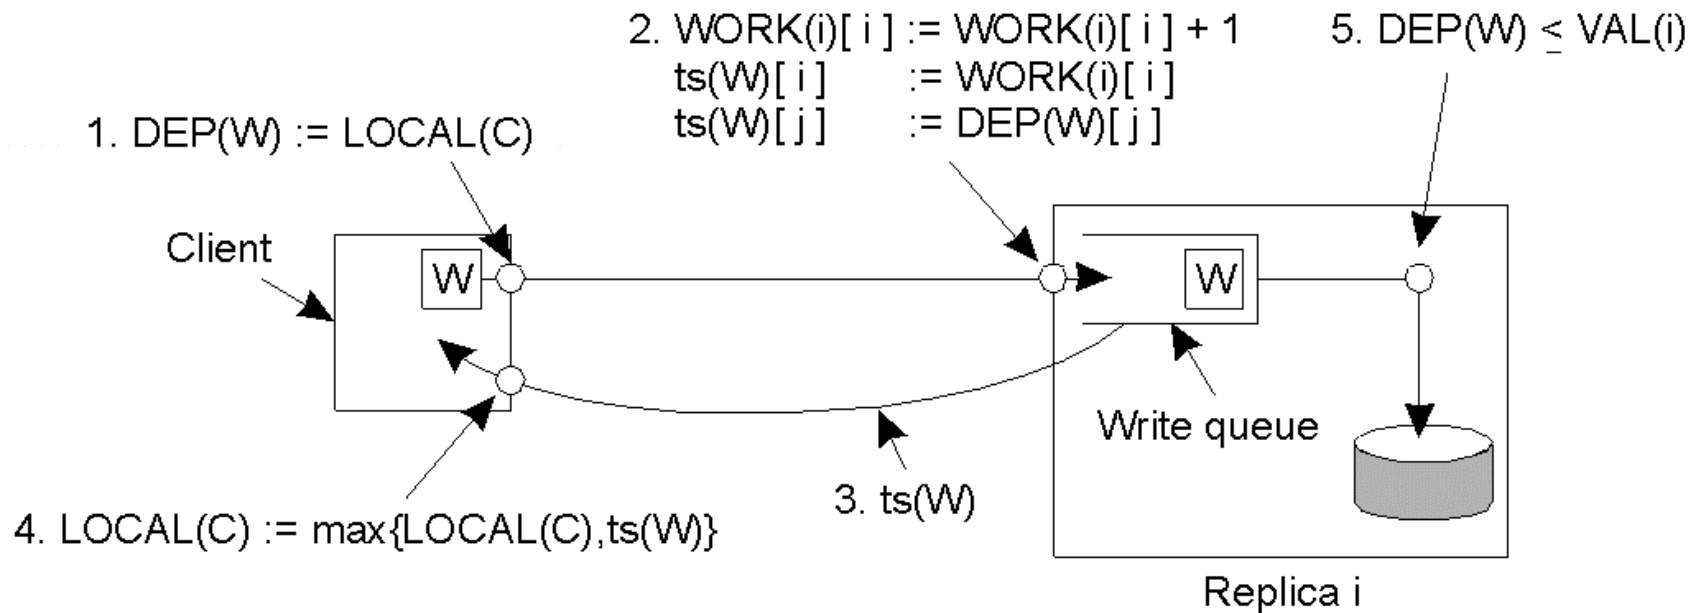 2. WORK(i)[ i ] := WORK(i)[ i ] + 1
ts(W)[ i ] := WORK(i)[ i ]
ts(W)[ j ] := DEP(W)[ j ]
5. DEP(W) ≤ VAL(i)
1. DEP(W) := LOCAL(C)
Client
W
W
Write queue
3. ts(W)
4. LOCAL(C) := max{LOCAL(C),ts(W)}
Replica i